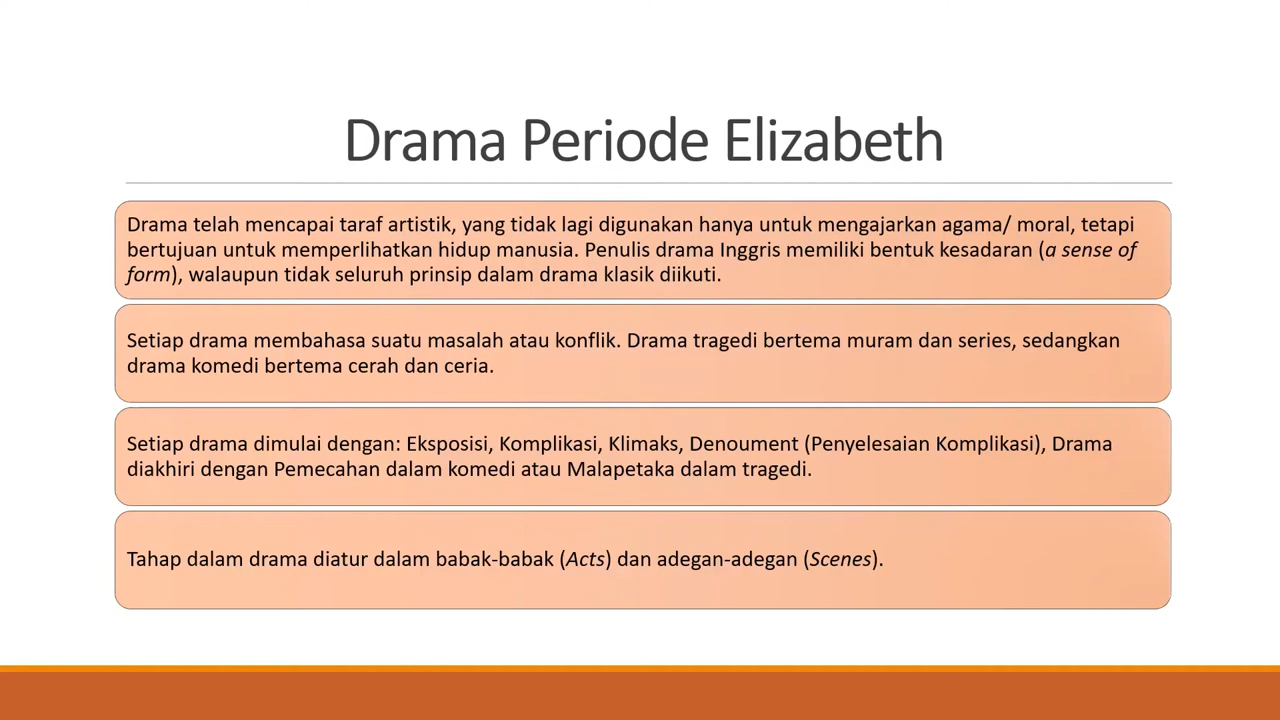 Drama Periode Elizabeth
Drama telah mencapai taraf artistik, yang tidak lagi digunakan hanya untuk mengajarkan agama/ moral, tetapi
bertujuan untuk memperlihatkan hidup manusia. Penulis drama Inggris memiliki bentuk kesadaran (a sense of
form), walaupun tidak seluruh prinsip dalam drama klasik diikuti.
Setiap drama membahasa suatu masalah atau konflik. Drama tragedi bertema muram dan series, sedangkan
drama komedi bertema cerah dan ceria.
Setiap drama dimulai dengan: Eksposisi, Komplikasi, Klimaks, Denoument (Penyelesaian Komplikasi), Drama
diakhiri dengan Pemecahan dalam komedi atau Malapetaka dalam tragedi.
Tahap dalam drama diatur dalam babak-babak (Acts) dan adegan-adegan (Scenes).